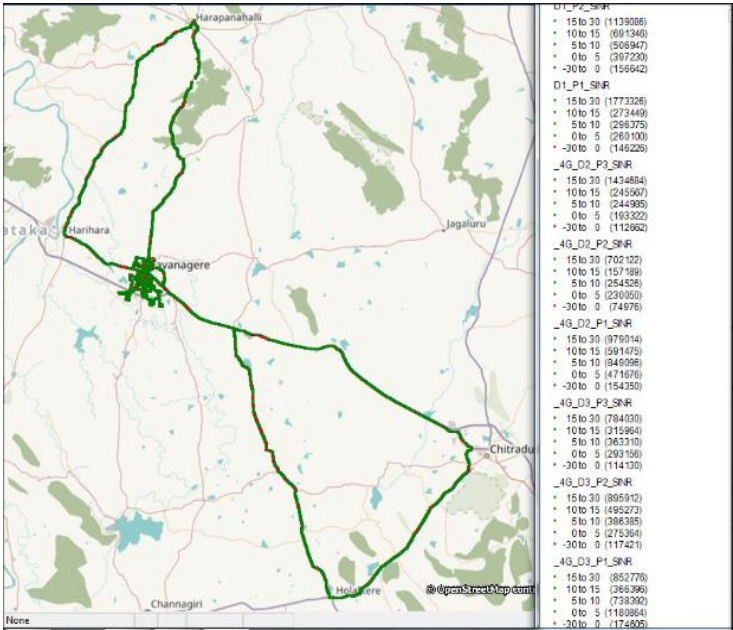 Harapanahalli
Jagaluru
ataka
Harihara
avanagere
Chitradu
Holalkere
© OpenStreetMap cont
Channagiri
None
D1_P2_SINR
15 to 30 (1139086)
10 to 15 (691346)
5 to 10 (506947)
0 to 5 (397230)
-30 to 0 (156642)
D1_P1_SINR
15 to 30 (1773326)
10 to 15 (273449)
5 to 10 (296375)
0 to 5 (260100)
-30 to 0 (146226)
_4G_D2_P3_SINR
15 to 30 (1434684)
10 to 15 (245567)
5 to 10 (244985)
0 to 5 (193322)
-30 to 0 (112662)
_4G_D2_P2_SINR
15 to 30 (702122)
10 to 15 (157189)
5 to 10 (254526)
0 to 5 (230050)
-30 to 0 (74976)
_4G_D2_P1_SINR
15 to 30 (979014)
10 to 15 (591475)
5 to 10 (849096)
0 to 5 (471676)
-30 to 0 (154350)
_4G_D3_P3_SINR
15 to 30 (784030)
10 to 15 (315964)
5 to 10 (363310)
0 to 5 (293156)
-30 to 0 (114130)
_4G_D3_P2_SINR
15 to 30 (895912)
10 to 15 (495273)
5 to 10 (386385)
0 to 5 (275364)
-30 to 0 (117421)
_4G_D3_P1_SINR
15 to 30 (852776)
10 to 15 (366396)
5 to 10 (738392)
0 to 5 (1180864)
-30 to 0 (174605)